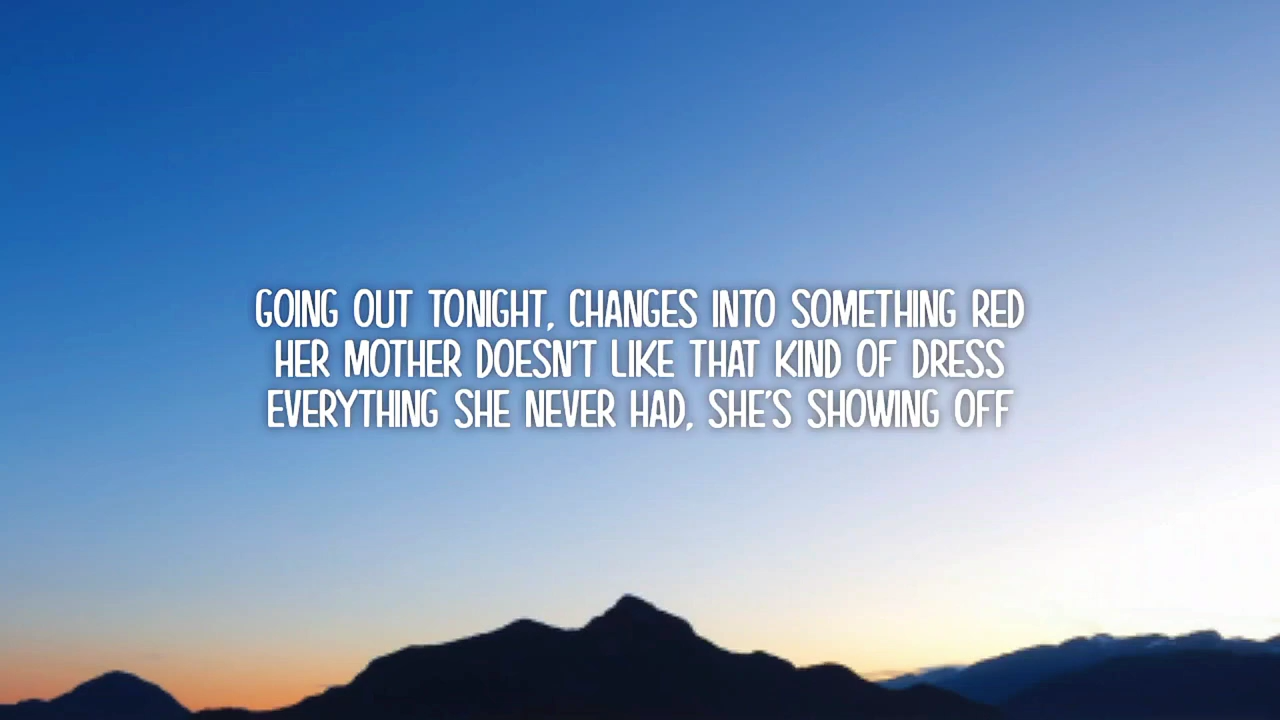 GOING OUT TONIGHT, CHANGES INTO SOMETHING RED
HER MOTHER DOESN'T LIKE THAT KIND OF DRESS
EVERYTHING SHE NEVER HAD, SHE'S SHOWING OFF